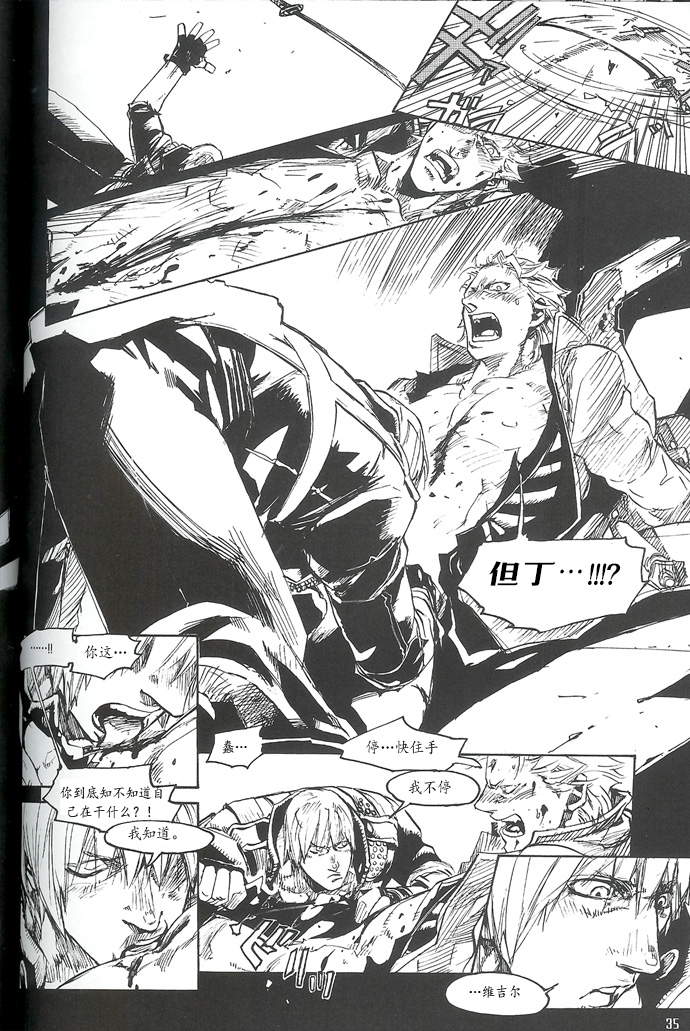 但丁…!!!?
……!!
你这…
蠢…
停…快住手
我不停
你到底知不知道自
己在干什么？！
我知道。
…维吉尔
35